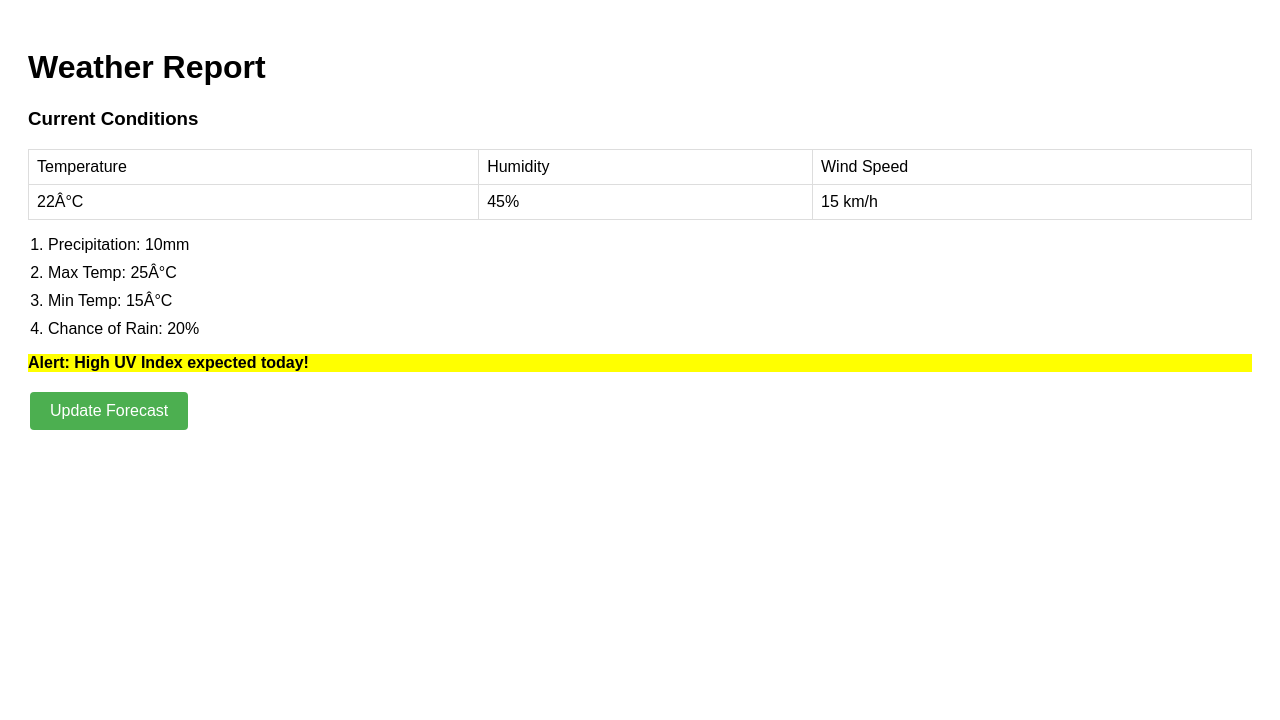 Weather Report
Current Conditions
Temperature Humidity Wind Speed
22Â°C 45% 15 km/h
1. Precipitation: 10mm
2. Max Temp: 25Â°C
3. Min Temp: 15Â°C
4. Chance of Rain: 20%
Alert: High UV Index expected today!
Update Forecast